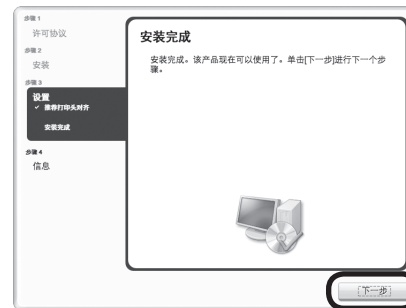 步骤 1
许可协议
步骤 2
安装
步骤 3
设置
✓ 推荐打印头对齐
安装完成
步骤 4
信息
安装完成
安装完成。该产品现在可以使用了。单击[下一步]进行下一个步
骤。
[下一步]